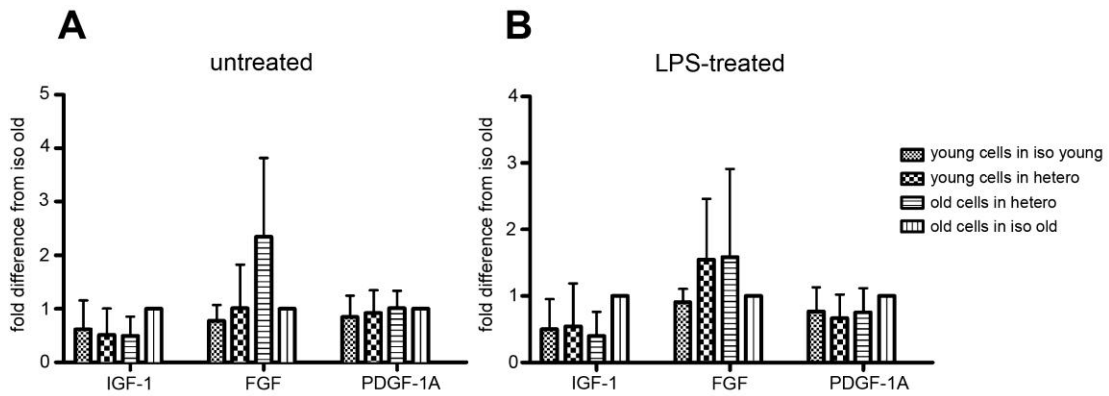 A
untreated
fold difference from iso old
5
4
3
2
1
0
IGF-1
FGF
PDGF-1A
B
LPS-treated
fold difference from iso old
4
3
2
1
0
IGF-1
FGF
PDGF-1A
young cells in iso young
young cells in hetero
old cells in hetero
old cells in iso old